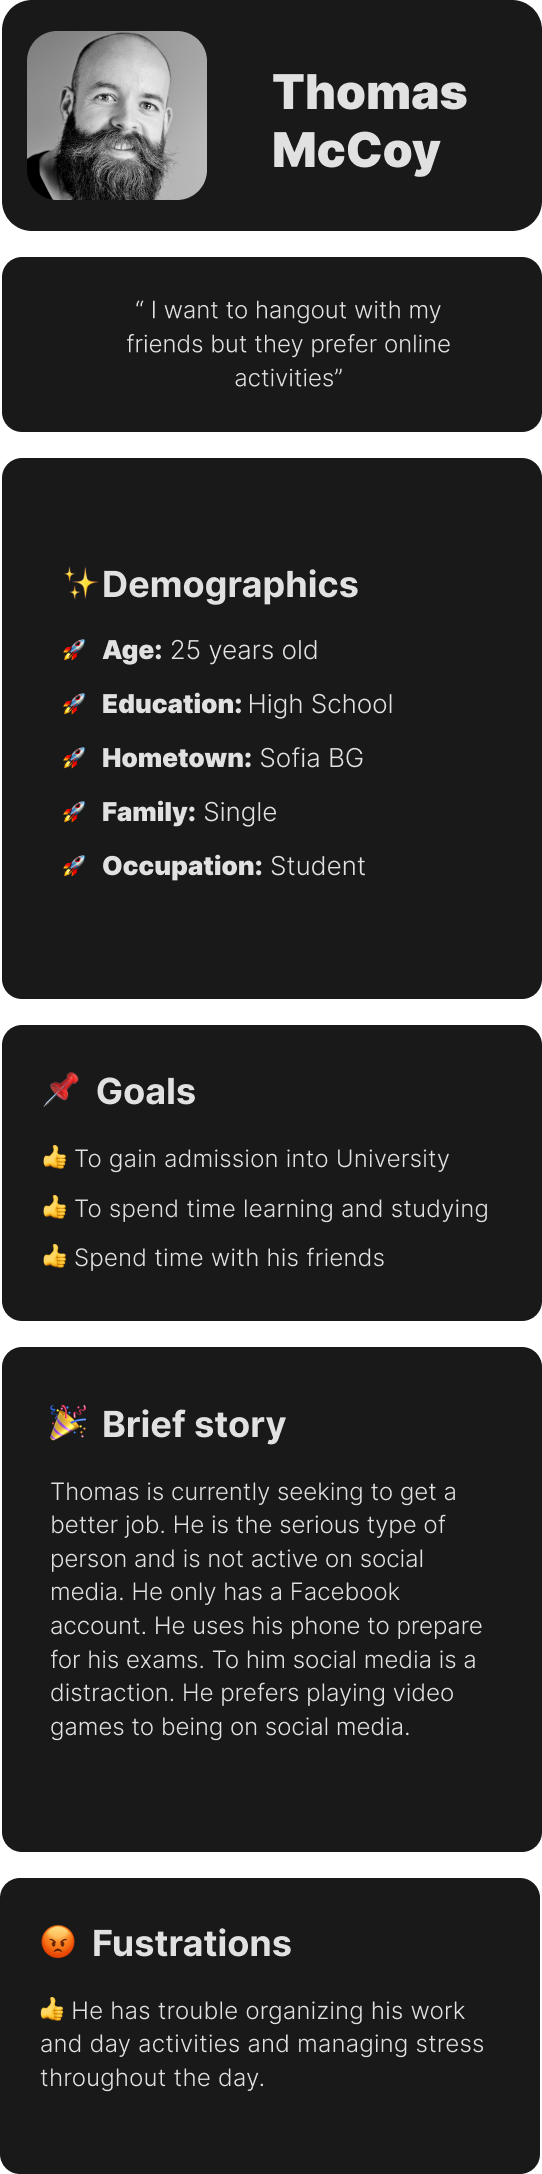 Thomas
McCoy
“ I want to hangout with my
friends but they prefer online
activities”
✨Demographics
🚀 Age: 25 years old
🚀 Education: High School
🚀 Hometown: Sofia BG
🚀 Family: Single
🚀 Occupation: Student
📌 Goals
👍 To gain admission into University
👍 To spend time learning and studying
👍 Spend time with his friends
🎉 Brief story
Thomas is currently seeking to get a
better job. He is the serious type of
person and is not active on social
media. He only has a Facebook
account. He uses his phone to prepare
for his exams. To him social media is a
distraction. He prefers playing video
games to being on social media.
😡 Fustrations
👍 He has trouble organizing his work
and day activities and managing stress
throughout the day.